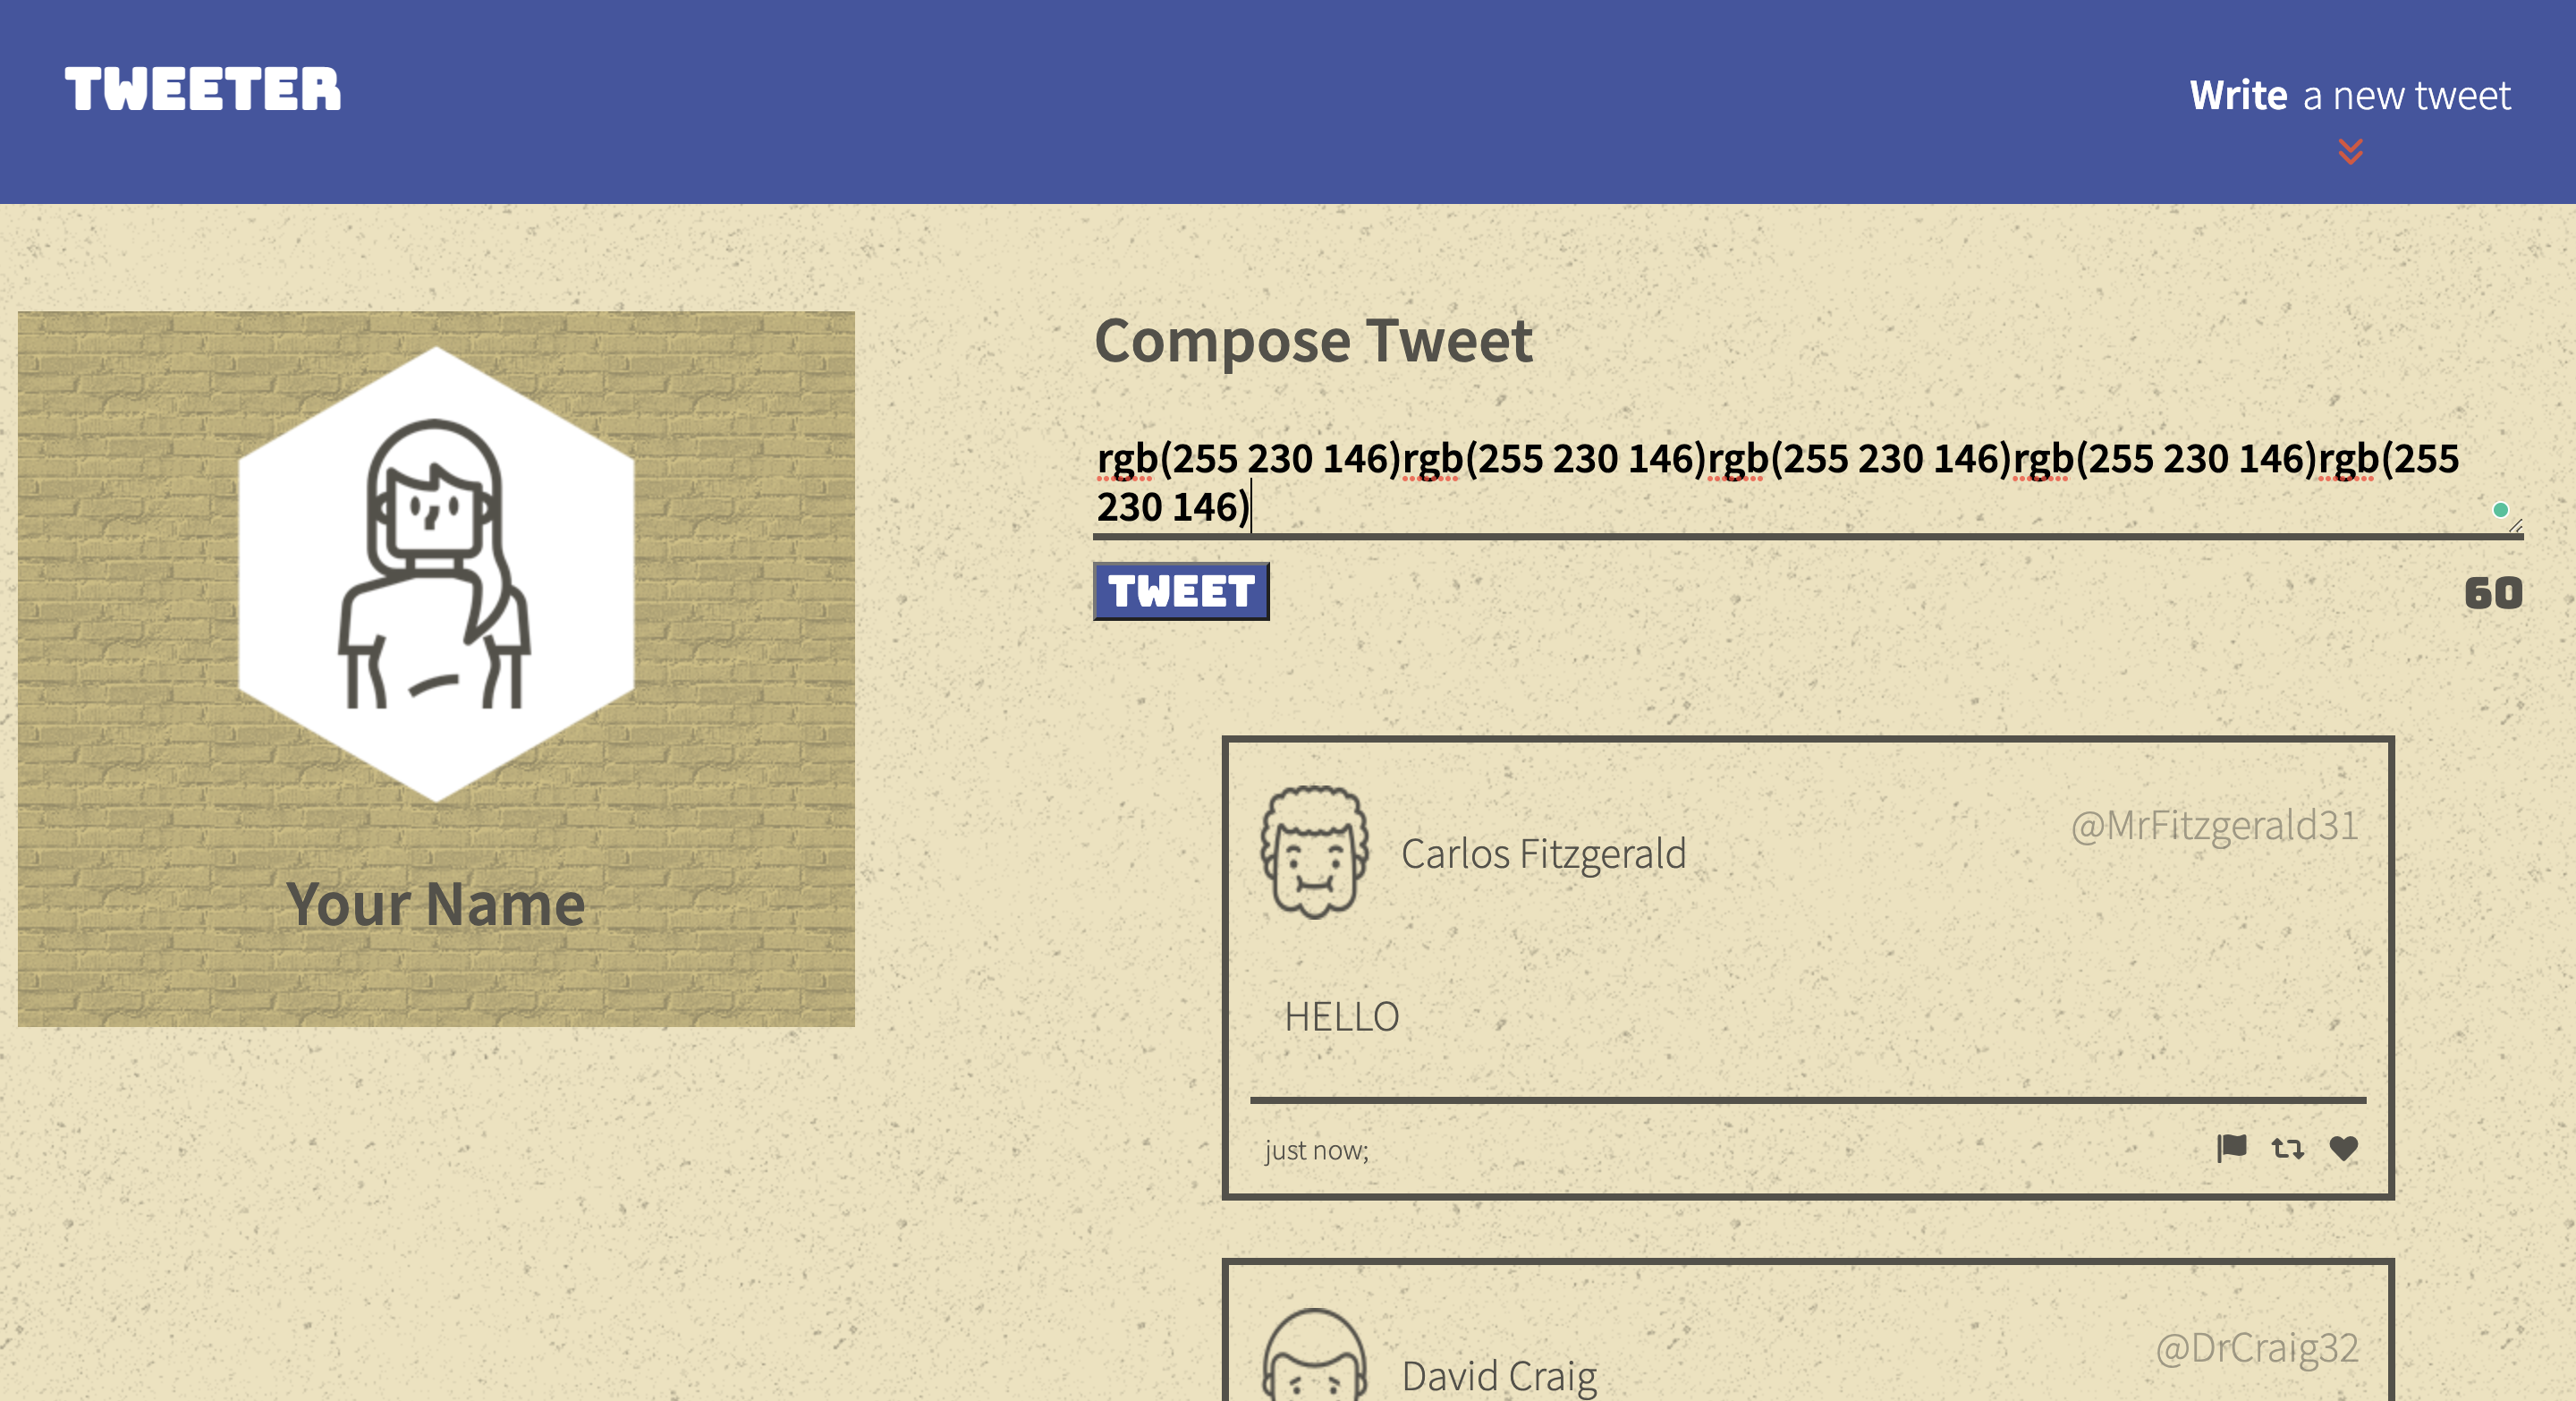 TWEETER
Write a new tweet
Compose Tweet
rgb(255 230 146)rgb(255 230 146)rgb(255 230 146)rgb(255 230 146)rgb(255
230 146)
TWEET
60
Your Name
Carlos Fitzgerald
@MrFitzgerald31
HELLO
just now;
David Craig
@DrCraig32